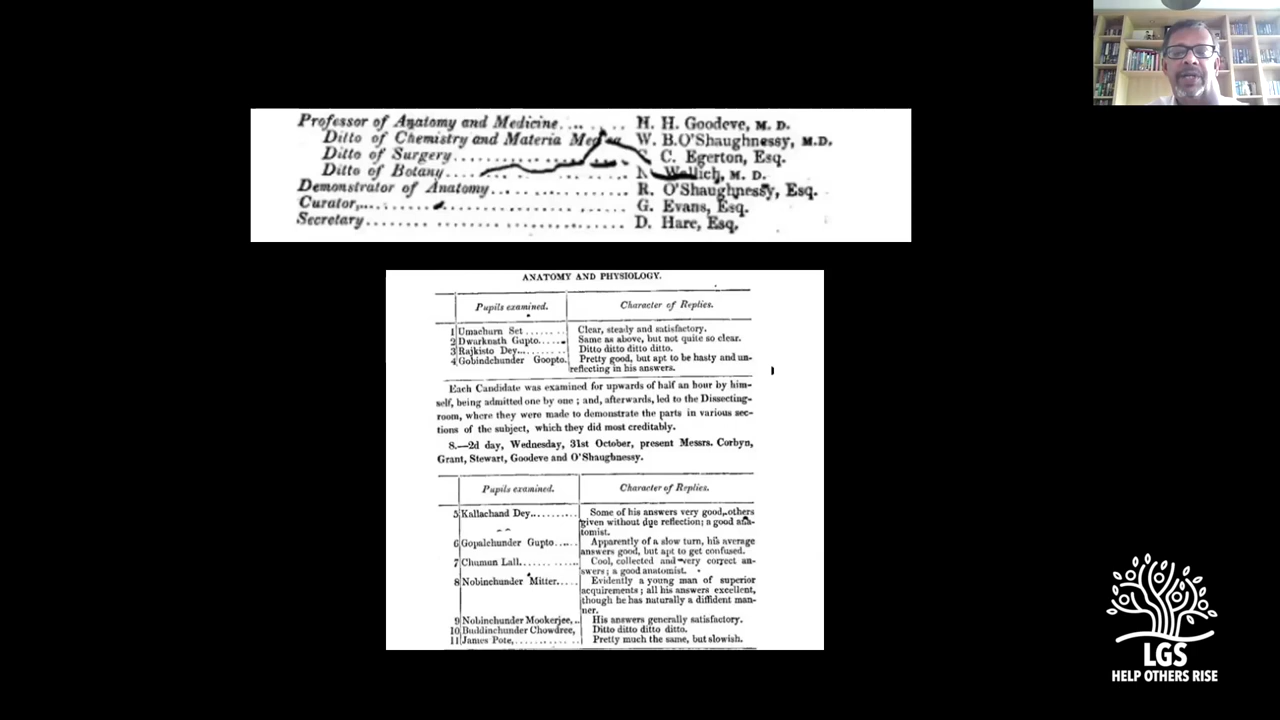 Professor of Anatomy and Medicine.. .. .. H. H. Goodeve, M. D.
Ditto of Chemistry and Materia W. B.O'Shaughnessy, M.D.
Ditto of Surgery.............. C. Egerton, Esq.
Ditto of Botany.... N Wallich, M. D.
Demonstrator of Anatomy.................. R. O'Shaughnessy, Esq.
Curator,.............................. G. Evans, Esq.
Secretary.............................. D. Hare, Esq.
ANATOMY AND PHYSIOLOGY.
Pupils examined. Character of Replies.
1 Umachurn Set ....... Clear, steady and satisfactory.
2 Dwarknath Gupto..... Same as above, but not quite so clear.
3 Rajkisto Dey.......... Ditto ditto ditto ditto.
4 Gobindchunder Goopto. Pretty good, but apt to be hasty and un-
reflecting in his answers.
Each Candidate was examined for upwards of half an hour by him-
self, being admitted one by one ; and, afterwards, led to the Dissecting-
room, where they were made to demonstrate the parts in various sec-
tions of the subject, which they did most creditably.
8.—2d day, Wednesday, 31st October, present Messrs. Corbyn,
Grant, Stewart, Goodeve and O'Shaughnessy.
Pupils examined. Character of Replies.
5 Kallachand Dey.......... Some of his answers very good, others
given without due reflection; a good ana-
tomist.
6 Gopalchunder Gupto..... Apparently of a slow turn, his average
answers good, but apt to get confused.
7 Chuman Lall............ Cool, collected and very correct an-
swers; a good anatomist.
8 Nobinchunder Mitter..... Evidently a young man of superior
acquirements; all his answers excellent,
though he has naturally a diffident man-
ner.
9 Nobinchunder Mookerjee,.. His answers generally satisfactory.
10 Buddinchunder Chowdree, Ditto ditto ditto ditto.
11 James Pote,............ Pretty much the same, but slowish.
LGS
HELP OTHERS RISE